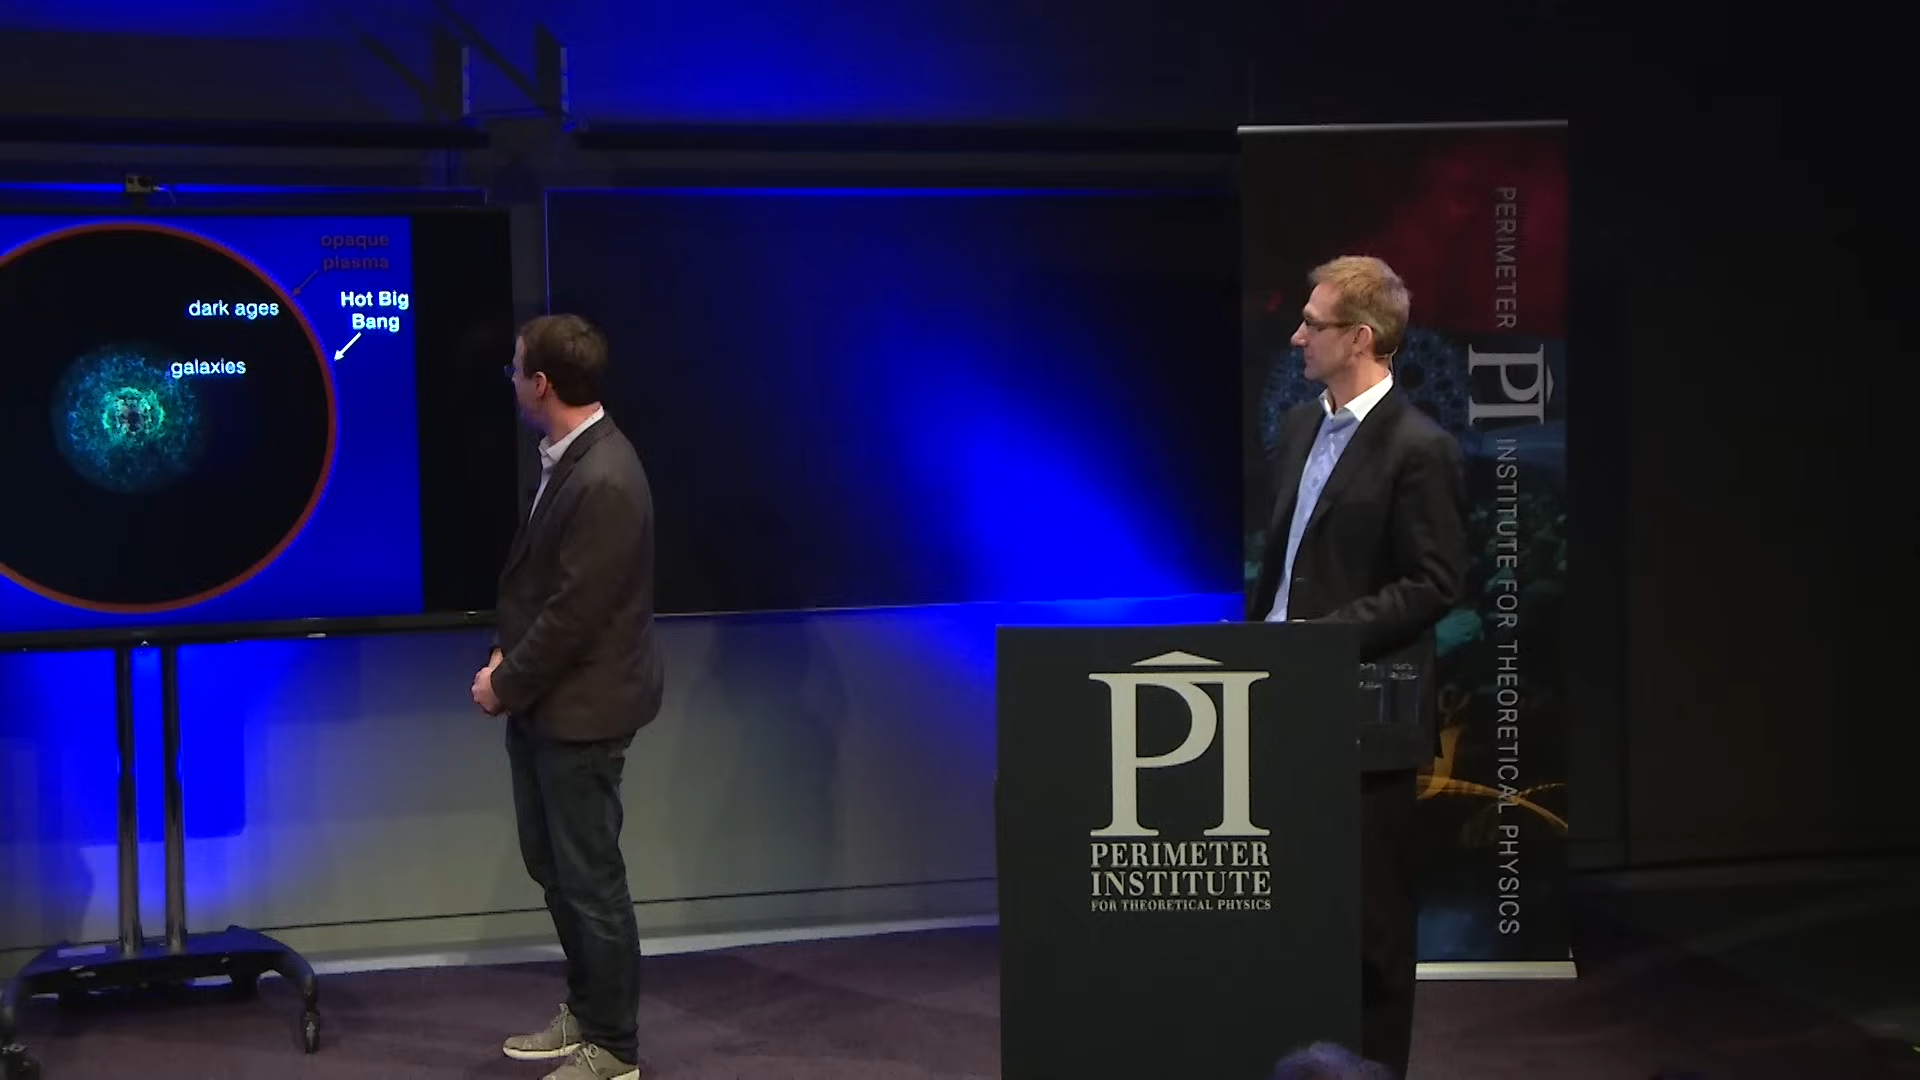 opaque
plasma
dark ages
Hot Big
Bang
galaxies
PERIMETER PI INSTITUTE FOR THEORETICAL PHYSICS
PI
PERIMETER
INSTITUTE
FOR THEORETICAL PHYSICS